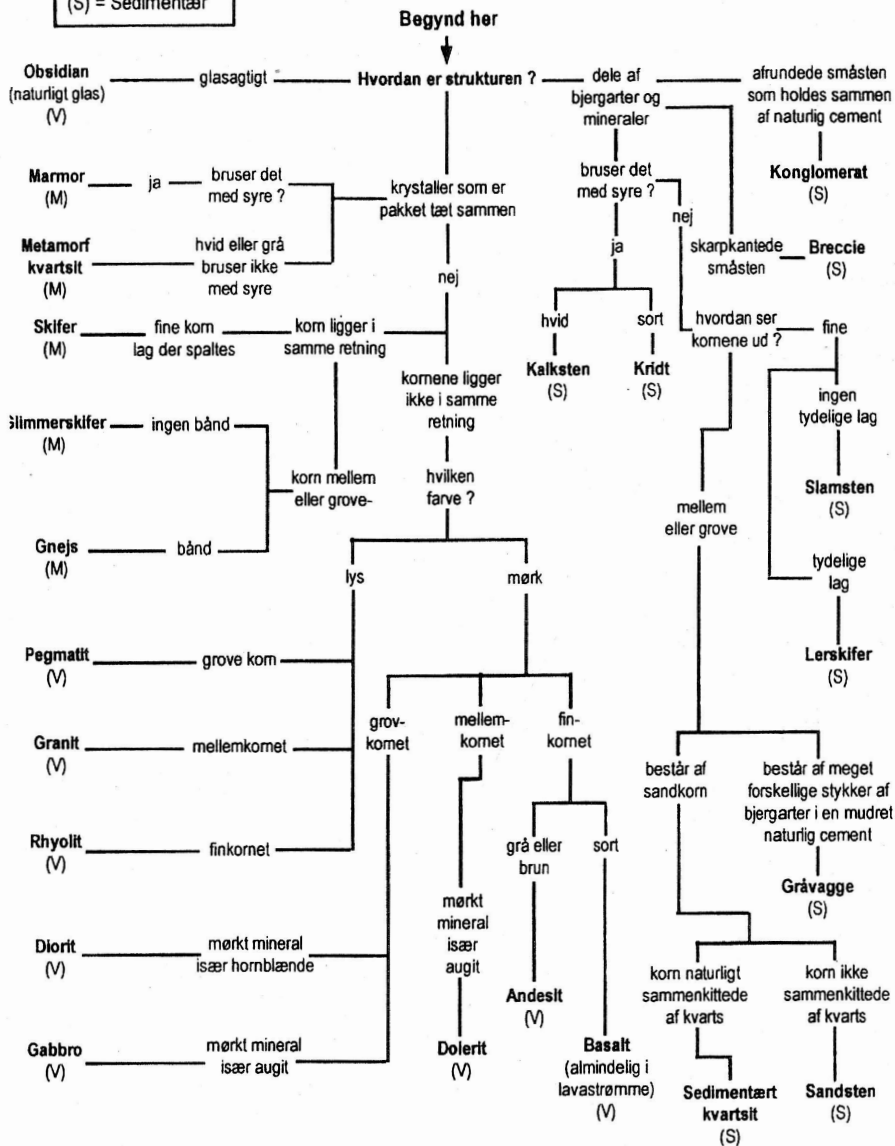 (S) = Sedimentær
Begynd her
Obsidian
(naturligt glas)
(V)
glasagtigt
Hvordan er strukturen ?
dele af
bjergarter og
mineraler
afrundede småsten
som holdes sammen
af naturlig cement
Konglomerat
(S)
Marmor
(M)
ja
bruser det
med syre ?
krystaller som er
pakket tæt sammen
bruser det
med syre ?
nej
Metamorf
kvartsit
(M)
hvid eller grå
bruser ikke
med syre
nej
ja
skarpkantede
småsten
Breccie
(S)
Skifer
(M)
fine korn
lag der spaltes
korn ligger i
samme retning
hvid
sort
Kalksten
(S)
Kridt
(S)
hvordan ser
kornene ud ?
fine
kornene ligger
ikke i samme
retning
ingen
tydelige lag
Slamsten
(S)
limmerskifer
(M)
ingen bånd
korn mellem
eller grove-
hvilken
farve ?
mellem
eller grove
Gnejs
(M)
bånd
lys
mørk
tydelige
lag
Lerskifer
(S)
Pegmatit
(V)
grove korn
grov-
kornet
mellem-
kornet
fin-
kornet
Granit
(V)
mellemkornet
består af
sandkorn
består af meget
forskellige stykker af
bjergarter i en mudret
naturlig cement
Gråvagge
(S)
Rhyolit
(V)
finkornet
grå eller
brun
sort
mørkt
mineral
især
augit
Diorit
(V)
mørkt mineral
især hornblænde
Andesit
(V)
korn naturligt
sammenkittede
af kvarts
korn ikke
sammenkittede
af kvarts
Gabbro
(V)
mørkt mineral
især augit
Dolerit
(V)
Basalt
(almindelig i
lavastrømme)
(V)
Sedimentært
kvartsit
(S)
Sandsten
(S)